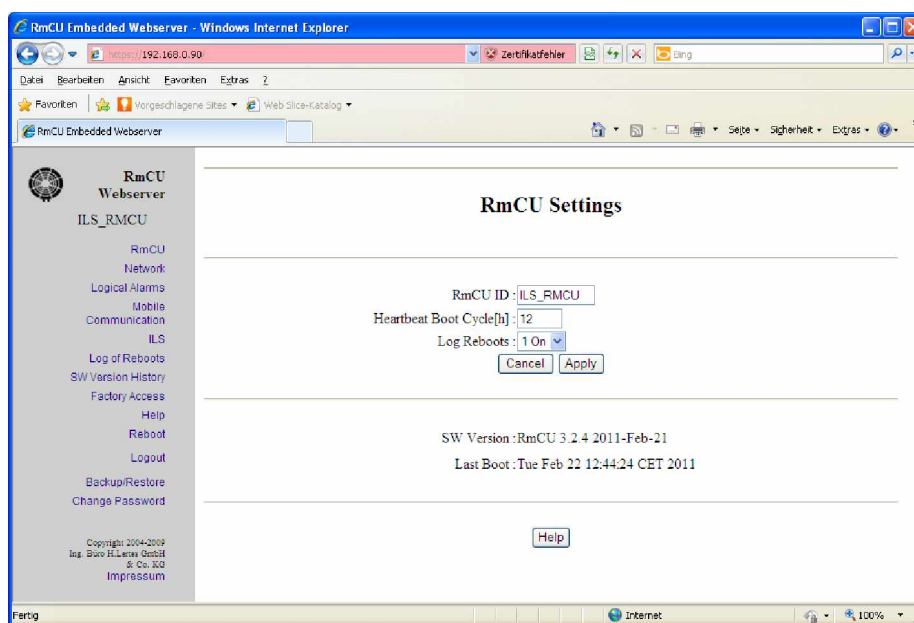 RmCU Embedded Webserver - Windows Internet Explorer
https://192.168.0.90
Zertifikatfehler
Bing
Datei Bearbeiten Ansicht Favoriten Extras ?
Favoriten Vorgeschlagene Sites Web Slice-Katalog
RmCU Embedded Webserver
Seite Sicherheit Extras
RmCU
Webserver
ILS_RMCU
RmCU
Network
Logical Alarms
Mobile
Communication
ILS
Log of Reboots
SW Version History
Factory Access
Help
Reboot
Logout
Backup/Restore
Change Password
Copyright 2004-2009
Ing. Büro H.Lertes GmbH
& Co. KG
Impressum
RmCU Settings
RmCU ID : ILS_RMCU
Heartbeat Boot Cycle[h] : 12
Log Reboots : 1 On
Cancel Apply
SW Version :RmCU 3.2.4 2011-Feb-21
Last Boot :Tue Feb 22 12:44:24 CET 2011
Help
Fertig
Internet
100%